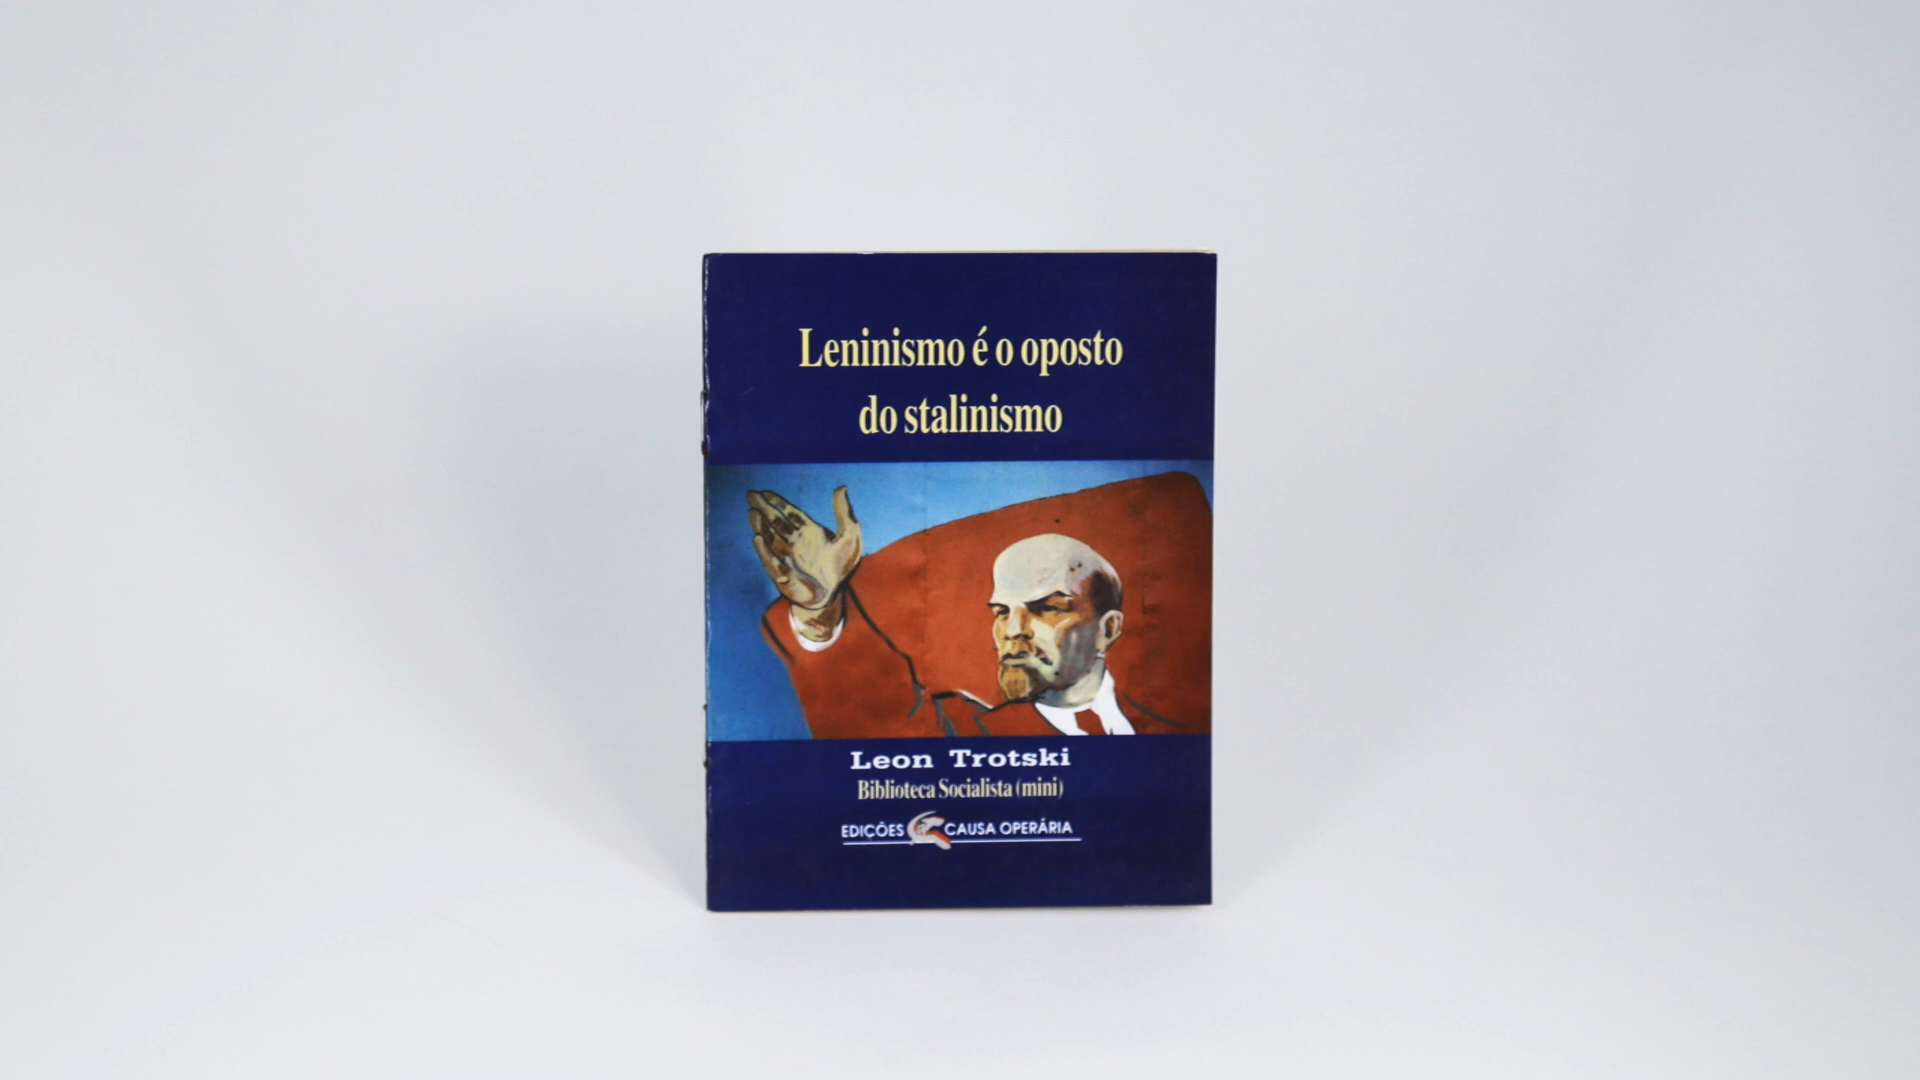 Leninismo é o oposto
do stalinismo
Leon Trotski
Biblioteca Socialista (mini)
EDIÇÕES CAUSA OPERÁRIA